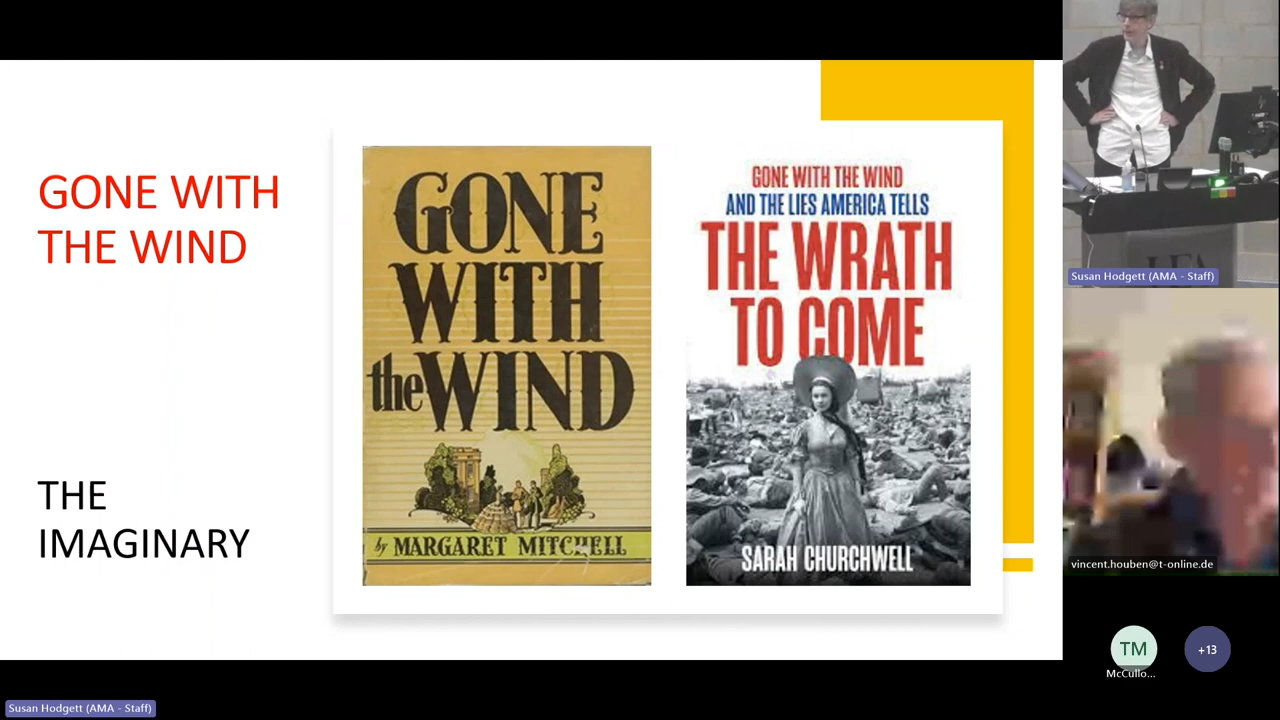 GONE WITH
THE WIND
THE
IMAGINARY
GONE
WITH
the WIND
by MARGARET MITCHELL
GONE WITH THE WIND
AND THE LIES AMERICA TELLS
THE WRATH
TO COME
SARAH CHURCHWELL
Susan Hodgett (AMA - Staff)
vincent.houben@t-online.de
TM
McCullo...
+13
Susan Hodgett (AMA - Staff)